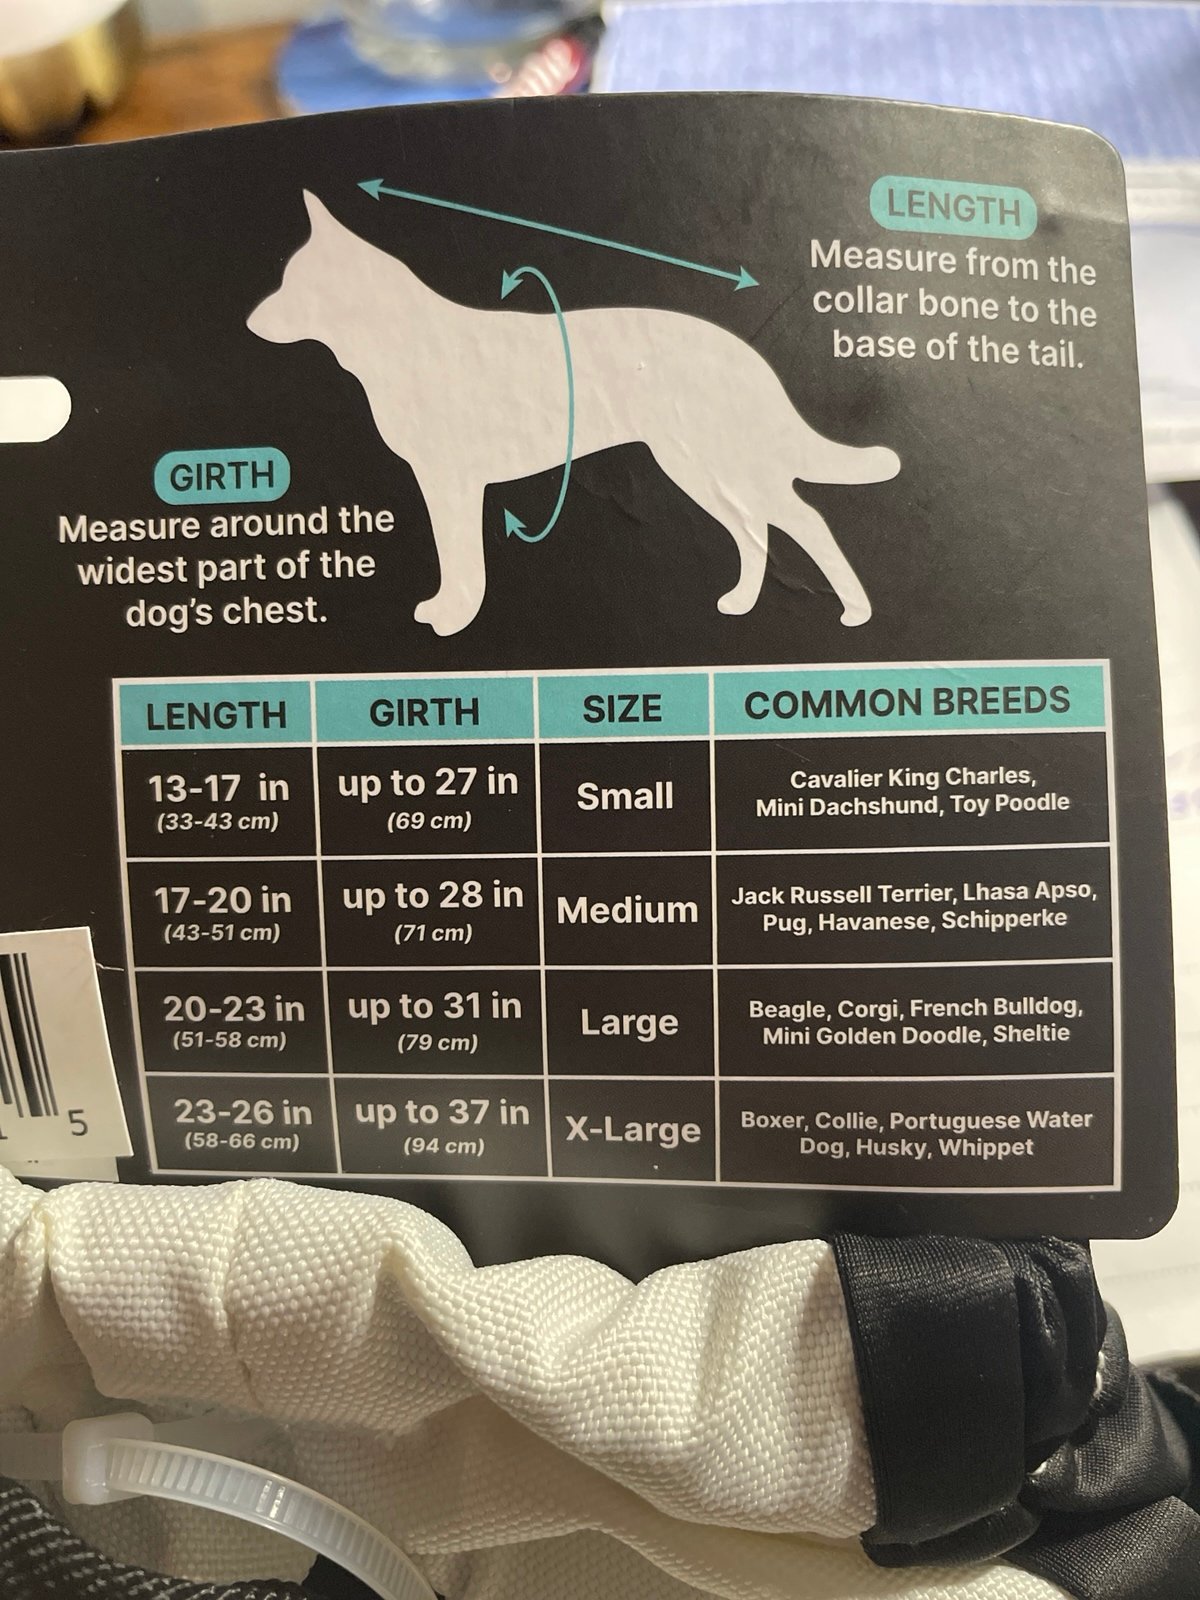 LENGTH
Measure from the
collar bone to the
base of the tail.
GIRTH
Measure around the
widest part of the
dog's chest.
LENGTH GIRTH SIZE COMMON BREEDS
13-17 in up to 27 in Small Cavalier King Charles,
(33-43 cm) (69 cm) Mini Dachshund, Toy Poodle
17-20 in up to 28 in Medium Jack Russell Terrier, Lhasa Apso,
(43-51 cm) (71 cm) Pug, Havanese, Schipperke
20-23 in up to 31 in Large Beagle, Corgi, French Bulldog,
(51-58 cm) (79 cm) Mini Golden Doodle, Sheltie
23-26 in up to 37 in X-Large Boxer, Collie, Portuguese Water
(58-66 cm) (94 cm) Dog, Husky, Whippet
5